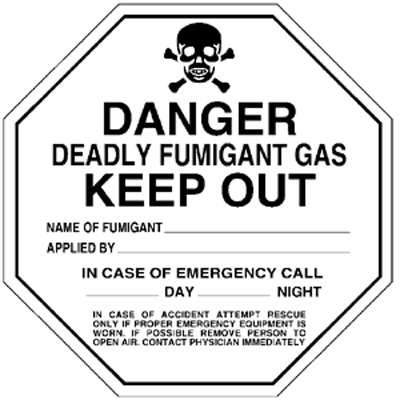 DANGER
DEADLY FUMIGANT GAS
KEEP OUT
NAME OF FUMIGANT
APPLIED BY
IN CASE OF EMERGENCY CALL
DAY NIGHT
IN CASE OF ACCIDENT ATTEMPT RESCUE
ONLY IF PROPER EMERGENCY EQUIPMENT IS
WORN. IF POSSIBLE REMOVE PERSON TO
OPEN AIR. CONTACT PHYSICIAN IMMEDIATELY